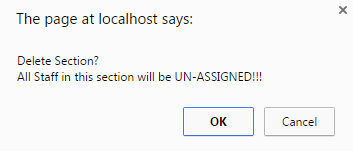 The page at localhost says:
Delete Section?
All Staff in this section will be UN-ASSIGNED!!!
OK
Cancel